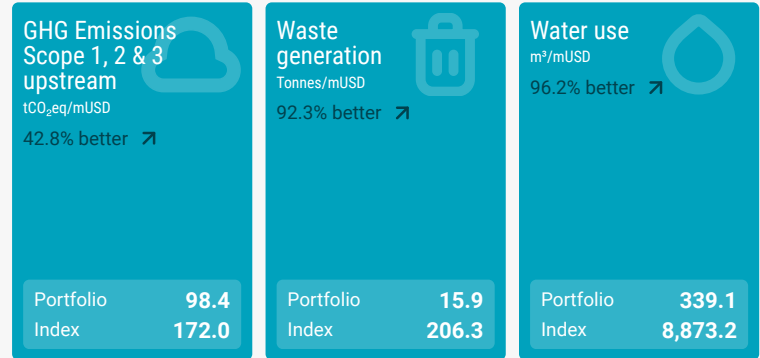 GHG Emissions
Scope 1, 2 & 3
upstream
tCO₂eq/mUSD
42.8% better
Portfolio 98.4
Index 172.0
Waste
generation
Tonnes/mUSD
92.3% better
Portfolio 15.9
Index 206.3
Water use
m³/mUSD
96.2% better
Portfolio 339.1
Index 8,873.2